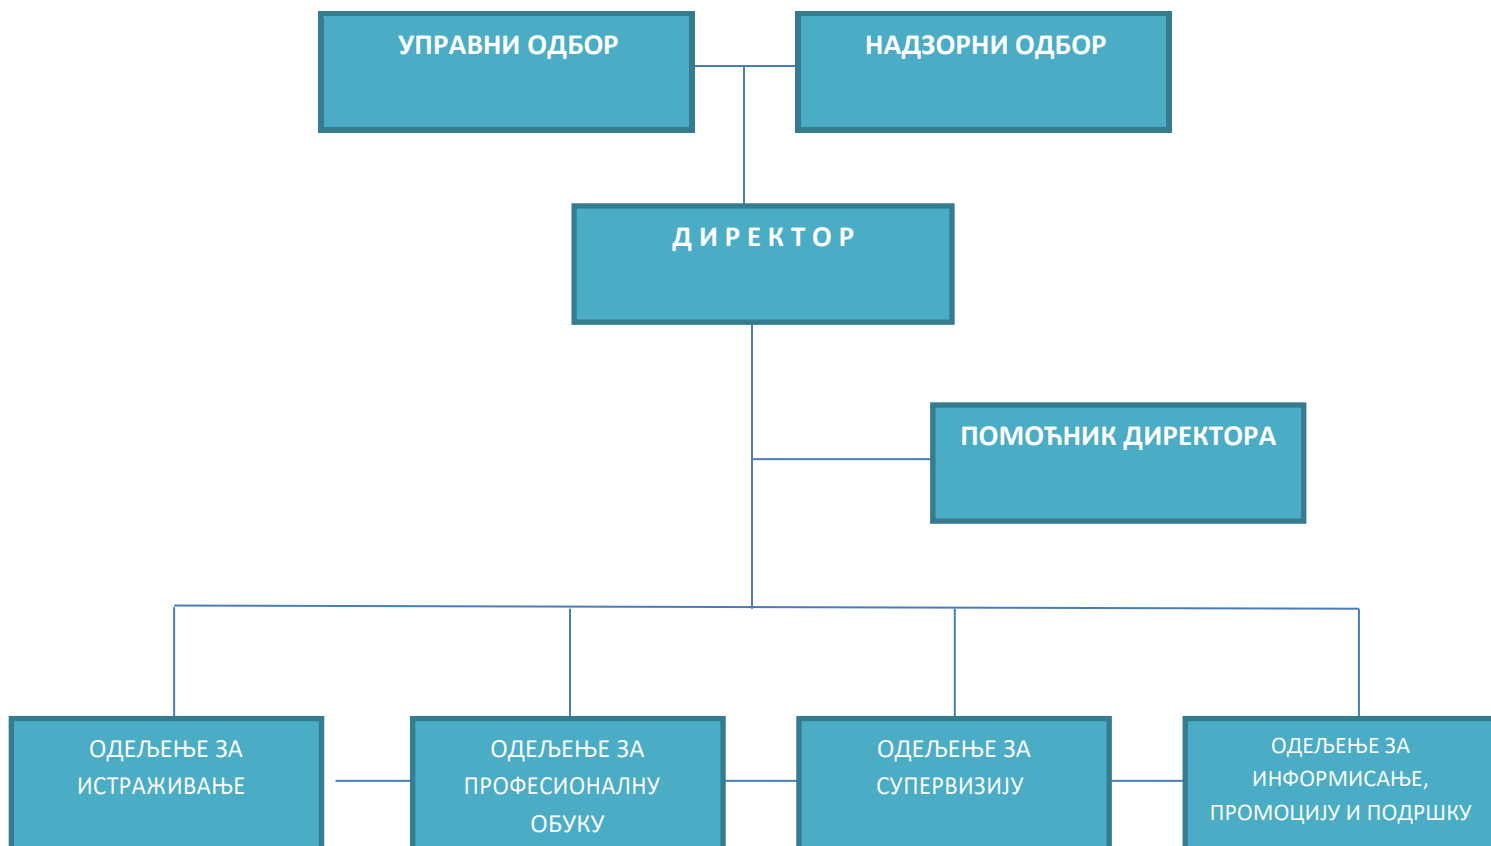 УПРАВНИ ОДБОР
НАДЗОРНИ ОДБОР
Д И Р Е К Т О Р
ПОМОЋНИК ДИРЕКТОРА
ОДЕЉЕЊЕ ЗА
ИСТРАЖИВАЊЕ
ОДЕЉЕЊЕ ЗА
ПРОФЕСИОНАЛНУ
ОБУКУ
ОДЕЉЕЊЕ ЗА
СУПЕРВИЗИЈУ
ОДЕЉЕЊЕ ЗА
ИНФОРМИСАЊЕ,
ПРОМОЦИЈУ И ПОДРШКУ